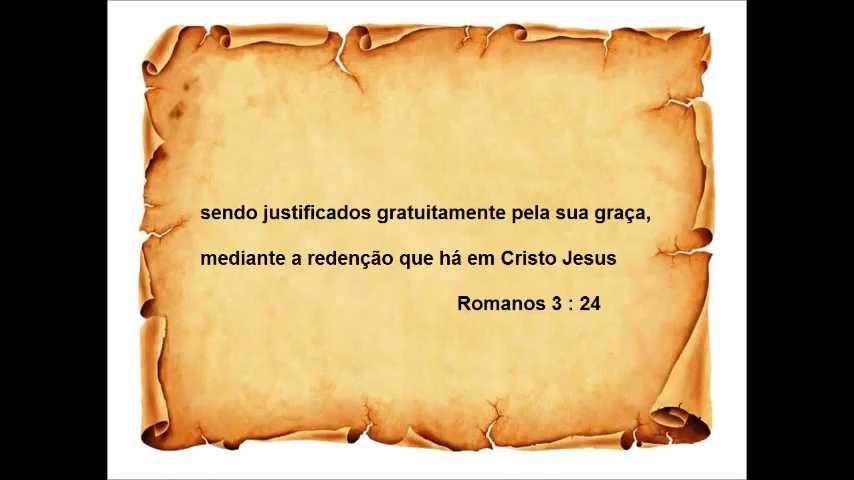 sendo justificados gratuitamente pela sua graça,
mediante a redenção que há em Cristo Jesus
Romanos 3 : 24